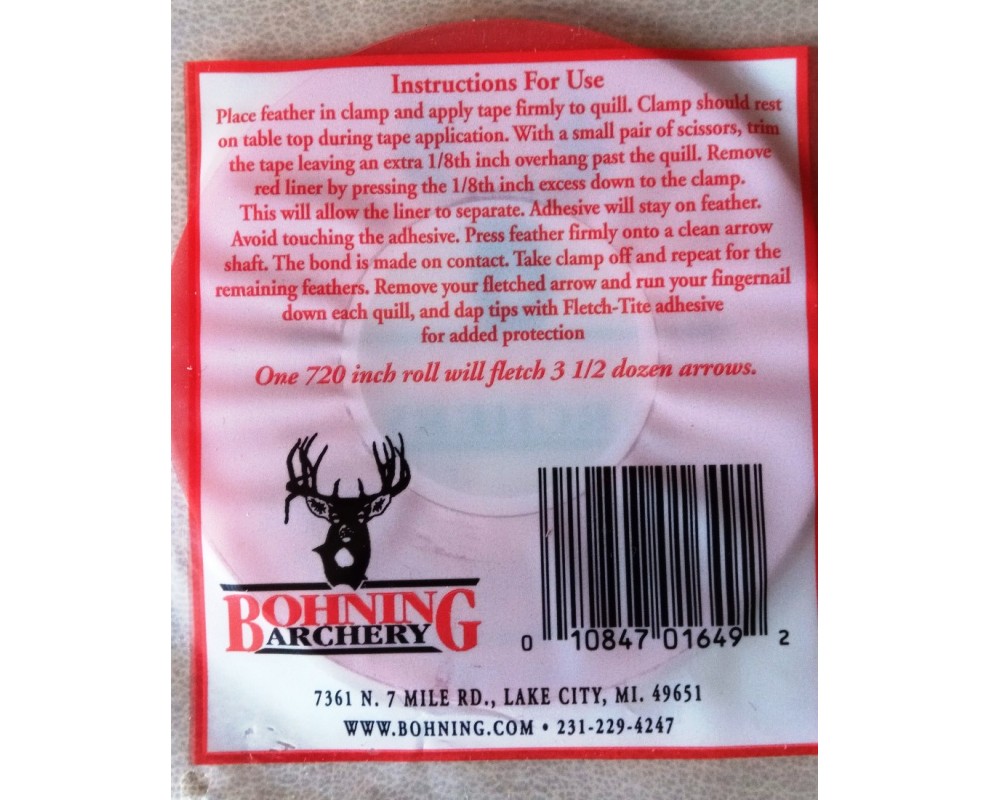 Instructions For Use
Place feather in clamp and apply tape firmly to quill. Clamp should rest
on table top during tape application. With a small pair of scissors, trim
the tape leaving an extra 1/8th inch overhang past the quill. Remove
red liner by pressing the 1/8th inch excess down to the clamp.
This will allow the liner to separate. Adhesive will stay on feather.
Avoid touching the adhesive. Press feather firmly onto a clean arrow
shaft. The bond is made on contact. Take clamp off and repeat for the
remaining feathers. Remove your fletched arrow and run your fingernail
down each quill, and dap tips with Fletch-Tite adhesive
for added protection
One 720 inch roll will fletch 3 1/2 dozen arrows.
BOHNING
ARCHERY
0 10847 01649 2
7361 N. 7 MILE RD., LAKE CITY, MI. 49651
WWW.BOHNING.COM • 231-229-4247